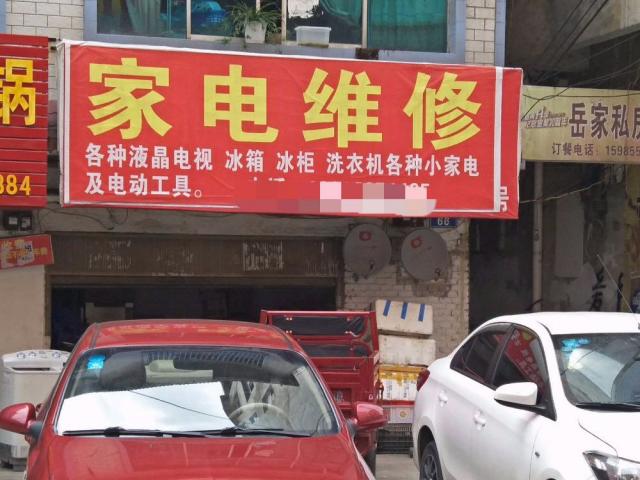 家电维修
各种液晶电视 冰箱 冰柜 洗衣机各种小家电
及电动工具。
锅
384
岳家私房
订餐电话：15985
68